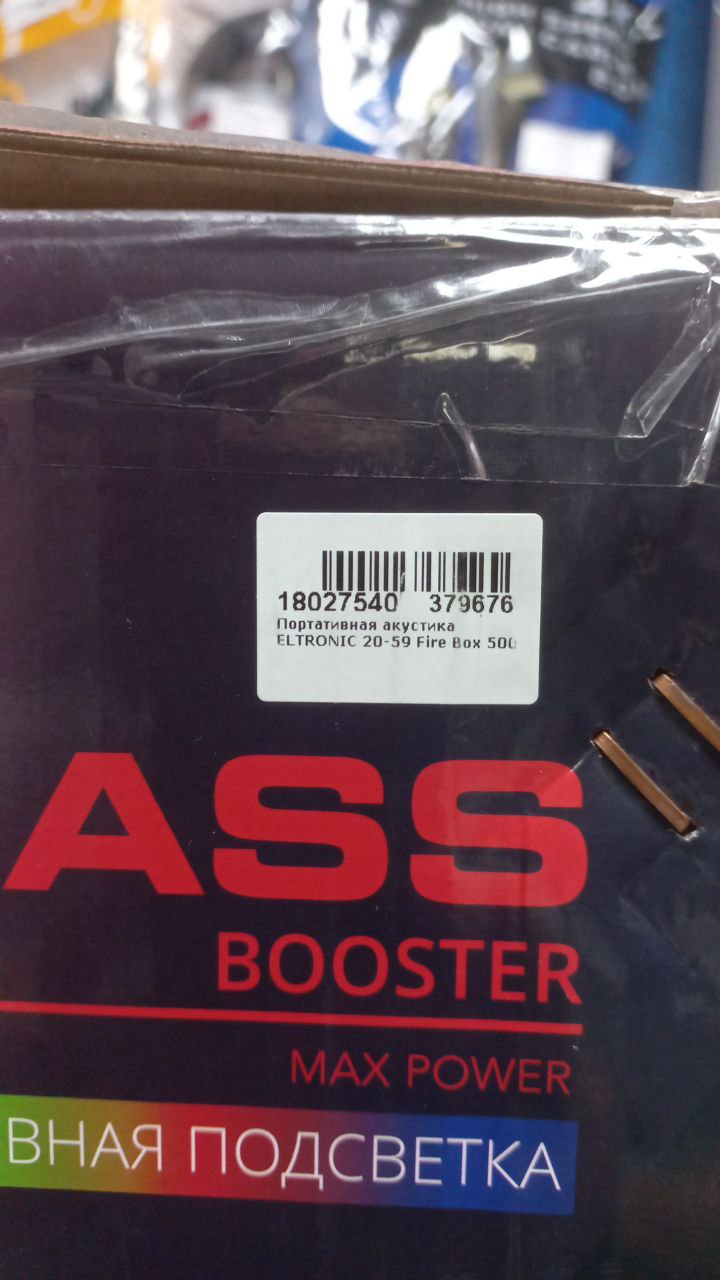 18027540 379676
Портативная акустика
ELTRONIC 20-59 Fire Box 500
ASS
BOOSTER
MAX POWER
ВНАЯ ПОДСВЕТКА